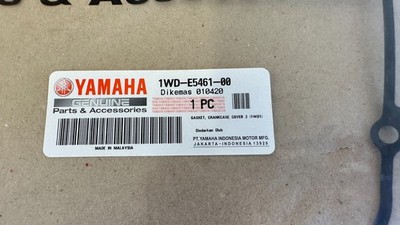 & Accessories
YAMAHA
GENUINE
Parts & Accessories
MADE IN
MALAYSIA
1WD-E5461-00
Dikemas 010420
1 PC
GASKET, CRANKCASE COVER 2 (1WD1)
Diedarkan Oleh
PT.YAMAHA INDONESIA MOTOR MFG.
JAKARTA-INDONESIA 13920